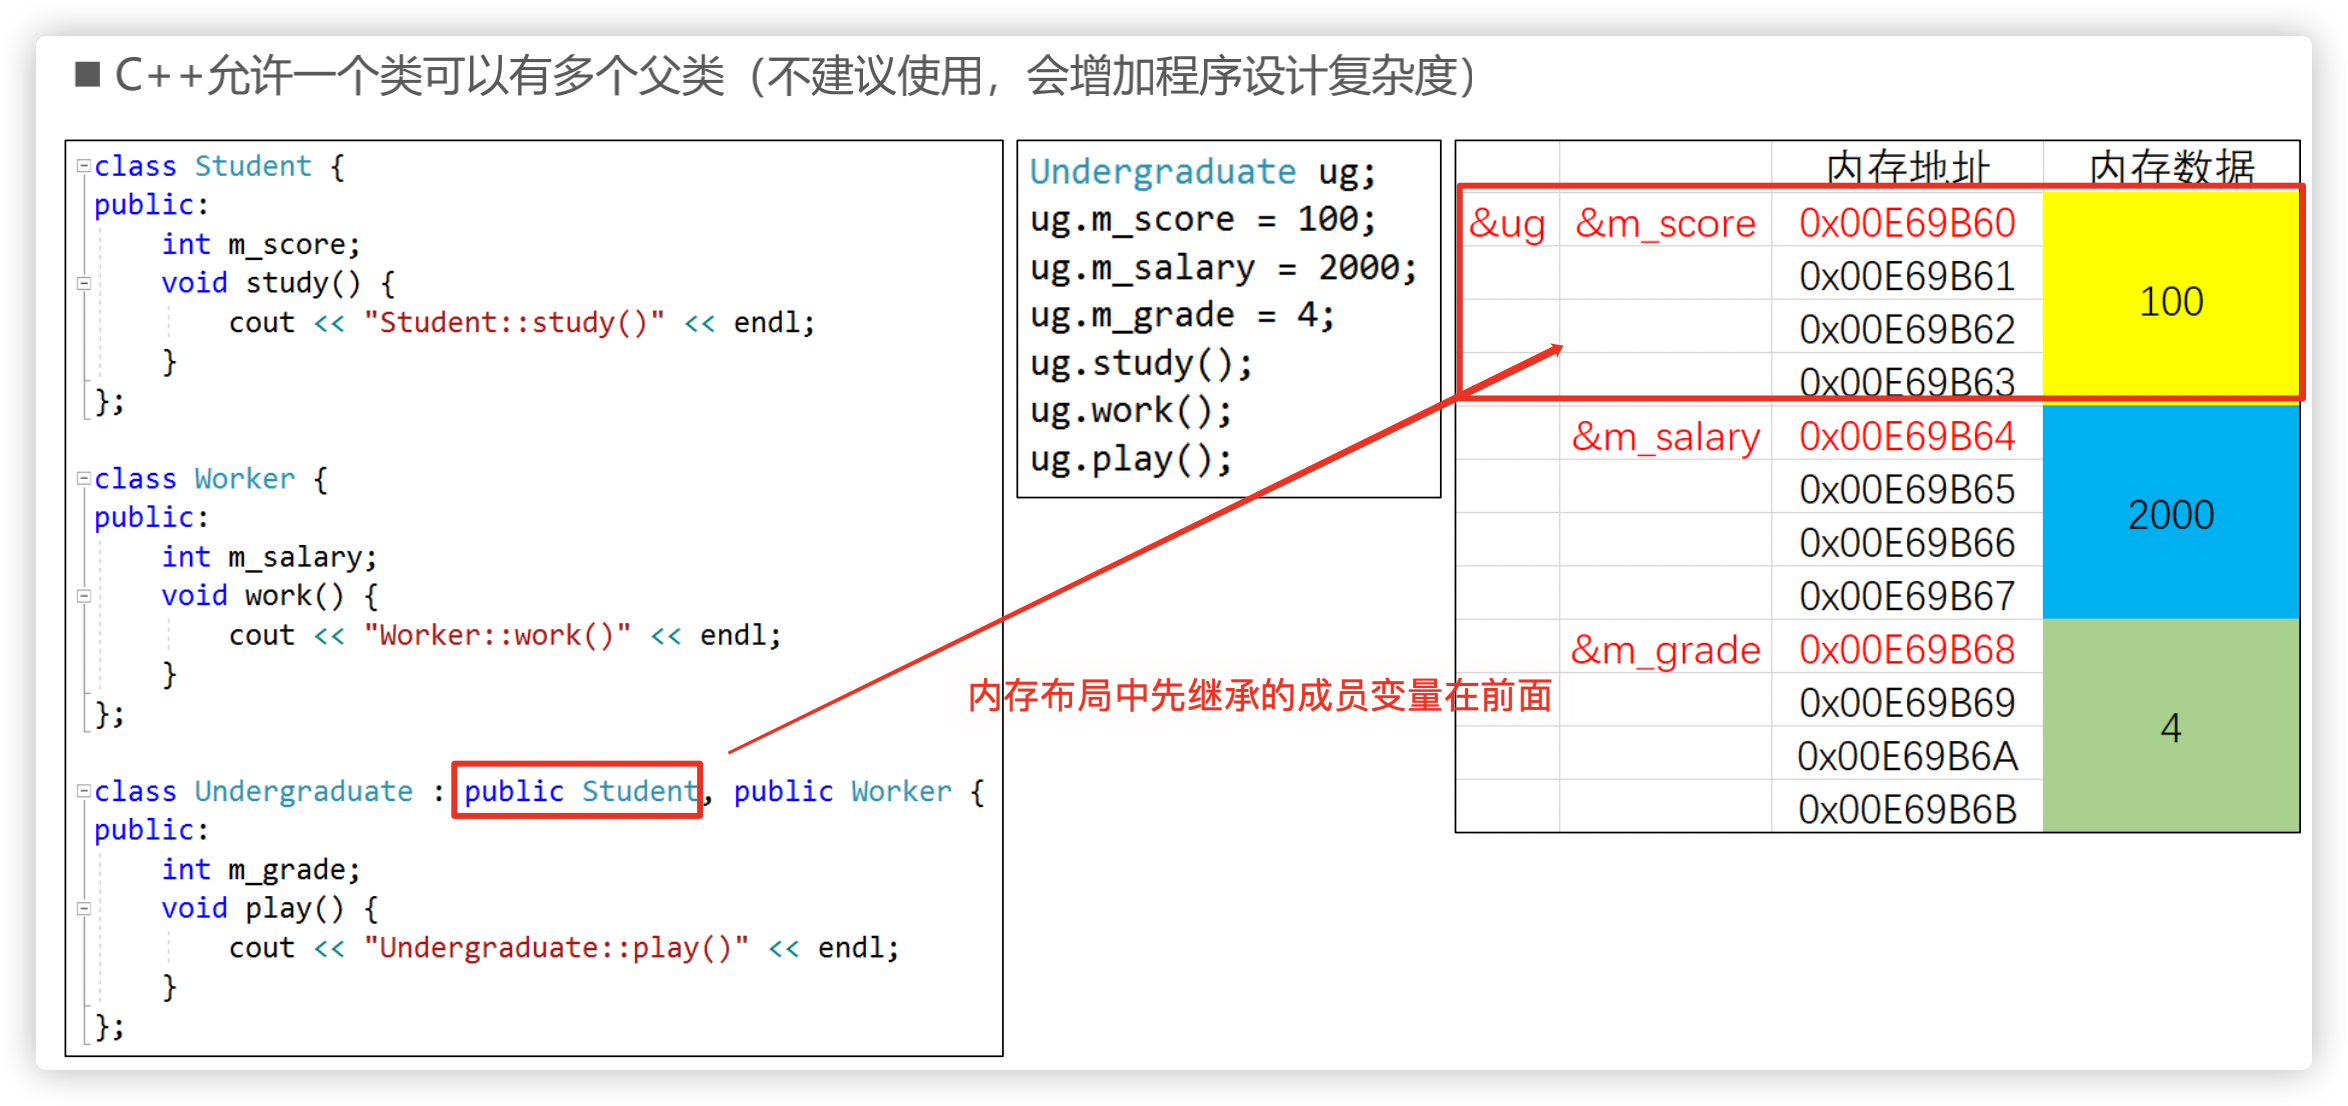 ■ C++允许一个类可以有多个父类（不建议使用，会增加程序设计复杂度）
class Student {
public:
    int m_score;
    void study() {
        cout << "Student::study()" << endl;
    }
};
class Worker {
public:
    int m_salary;
    void work() {
        cout << "Worker::work()" << endl;
    }
};
class Undergraduate : public Student, public Worker {
public:
    int m_grade;
    void play() {
        cout << "Undergraduate::play()" << endl;
    }
};
Undergraduate ug;
ug.m_score = 100;
ug.m_salary = 2000;
ug.m_grade = 4;
ug.study();
ug.work();
ug.play();
内存布局中先继承的成员变量在前面
内存地址 内存数据
&ug &m_score 0x00E69B60
0x00E69B61
100
0x00E69B62
0x00E69B63
&m_salary 0x00E69B64
0x00E69B65
2000
0x00E69B66
0x00E69B67
&m_grade 0x00E69B68
0x00E69B69
4
0x00E69B6A
0x00E69B6B